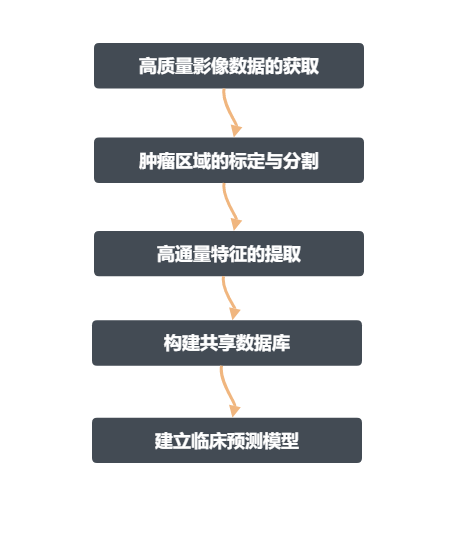 高质量影像数据的获取
肿瘤区域的标定与分割
高通量特征的提取
构建共享数据库
建立临床预测模型